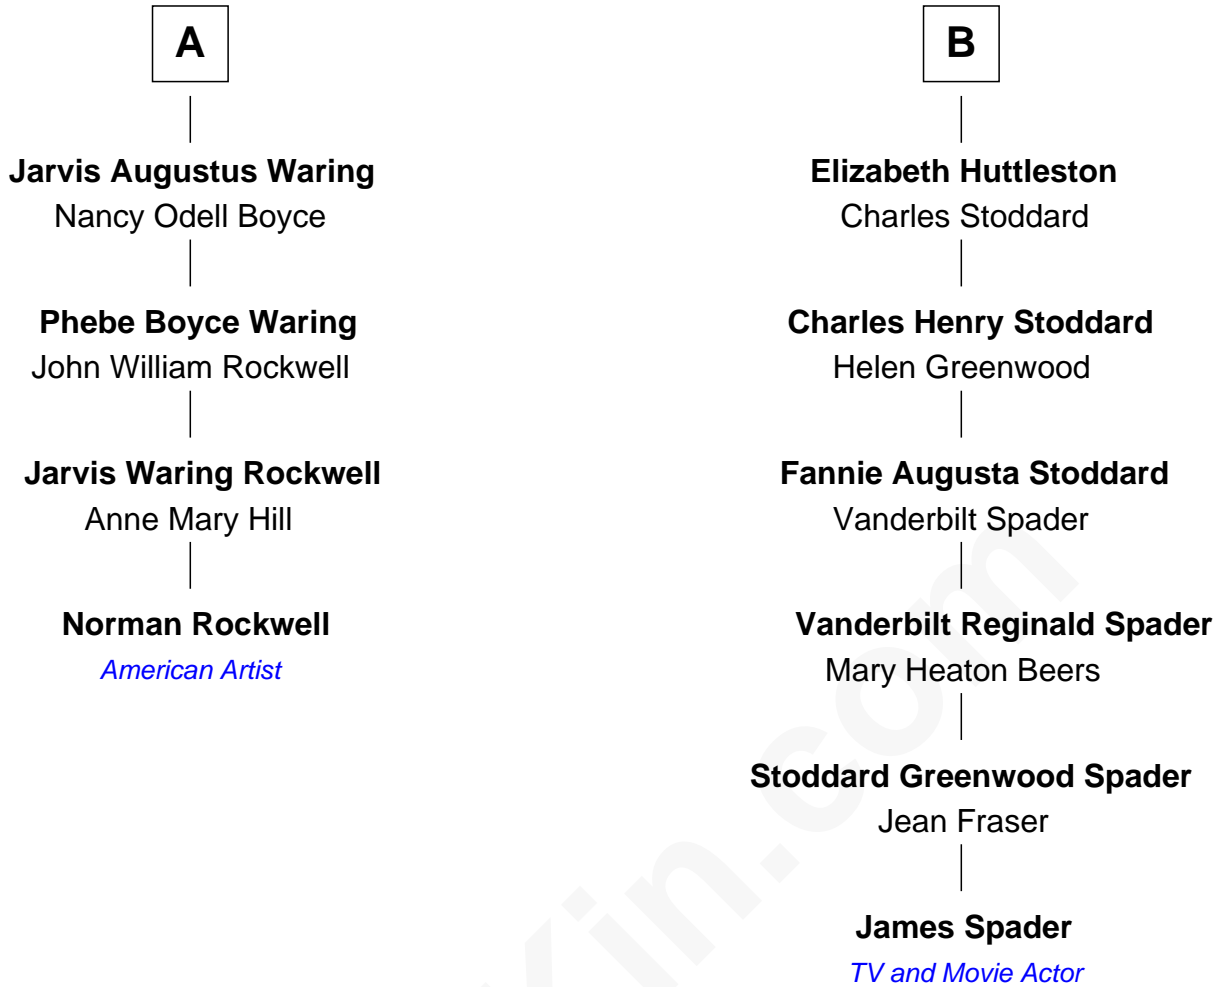 A
Jarvis Augustus Waring
Nancy Odell Boyce
Phebe Boyce Waring
John William Rockwell
Jarvis Waring Rockwell
Anne Mary Hill
Norman Rockwell
American Artist
B
Elizabeth Huttleston
Charles Stoddard
Charles Henry Stoddard
Helen Greenwood
Fannie Augusta Stoddard
Vanderbilt Spader
Vanderbilt Reginald Spader
Mary Heaton Beers
Stoddard Greenwood Spader
Jean Fraser
James Spader
TV and Movie Actor
Kin.com